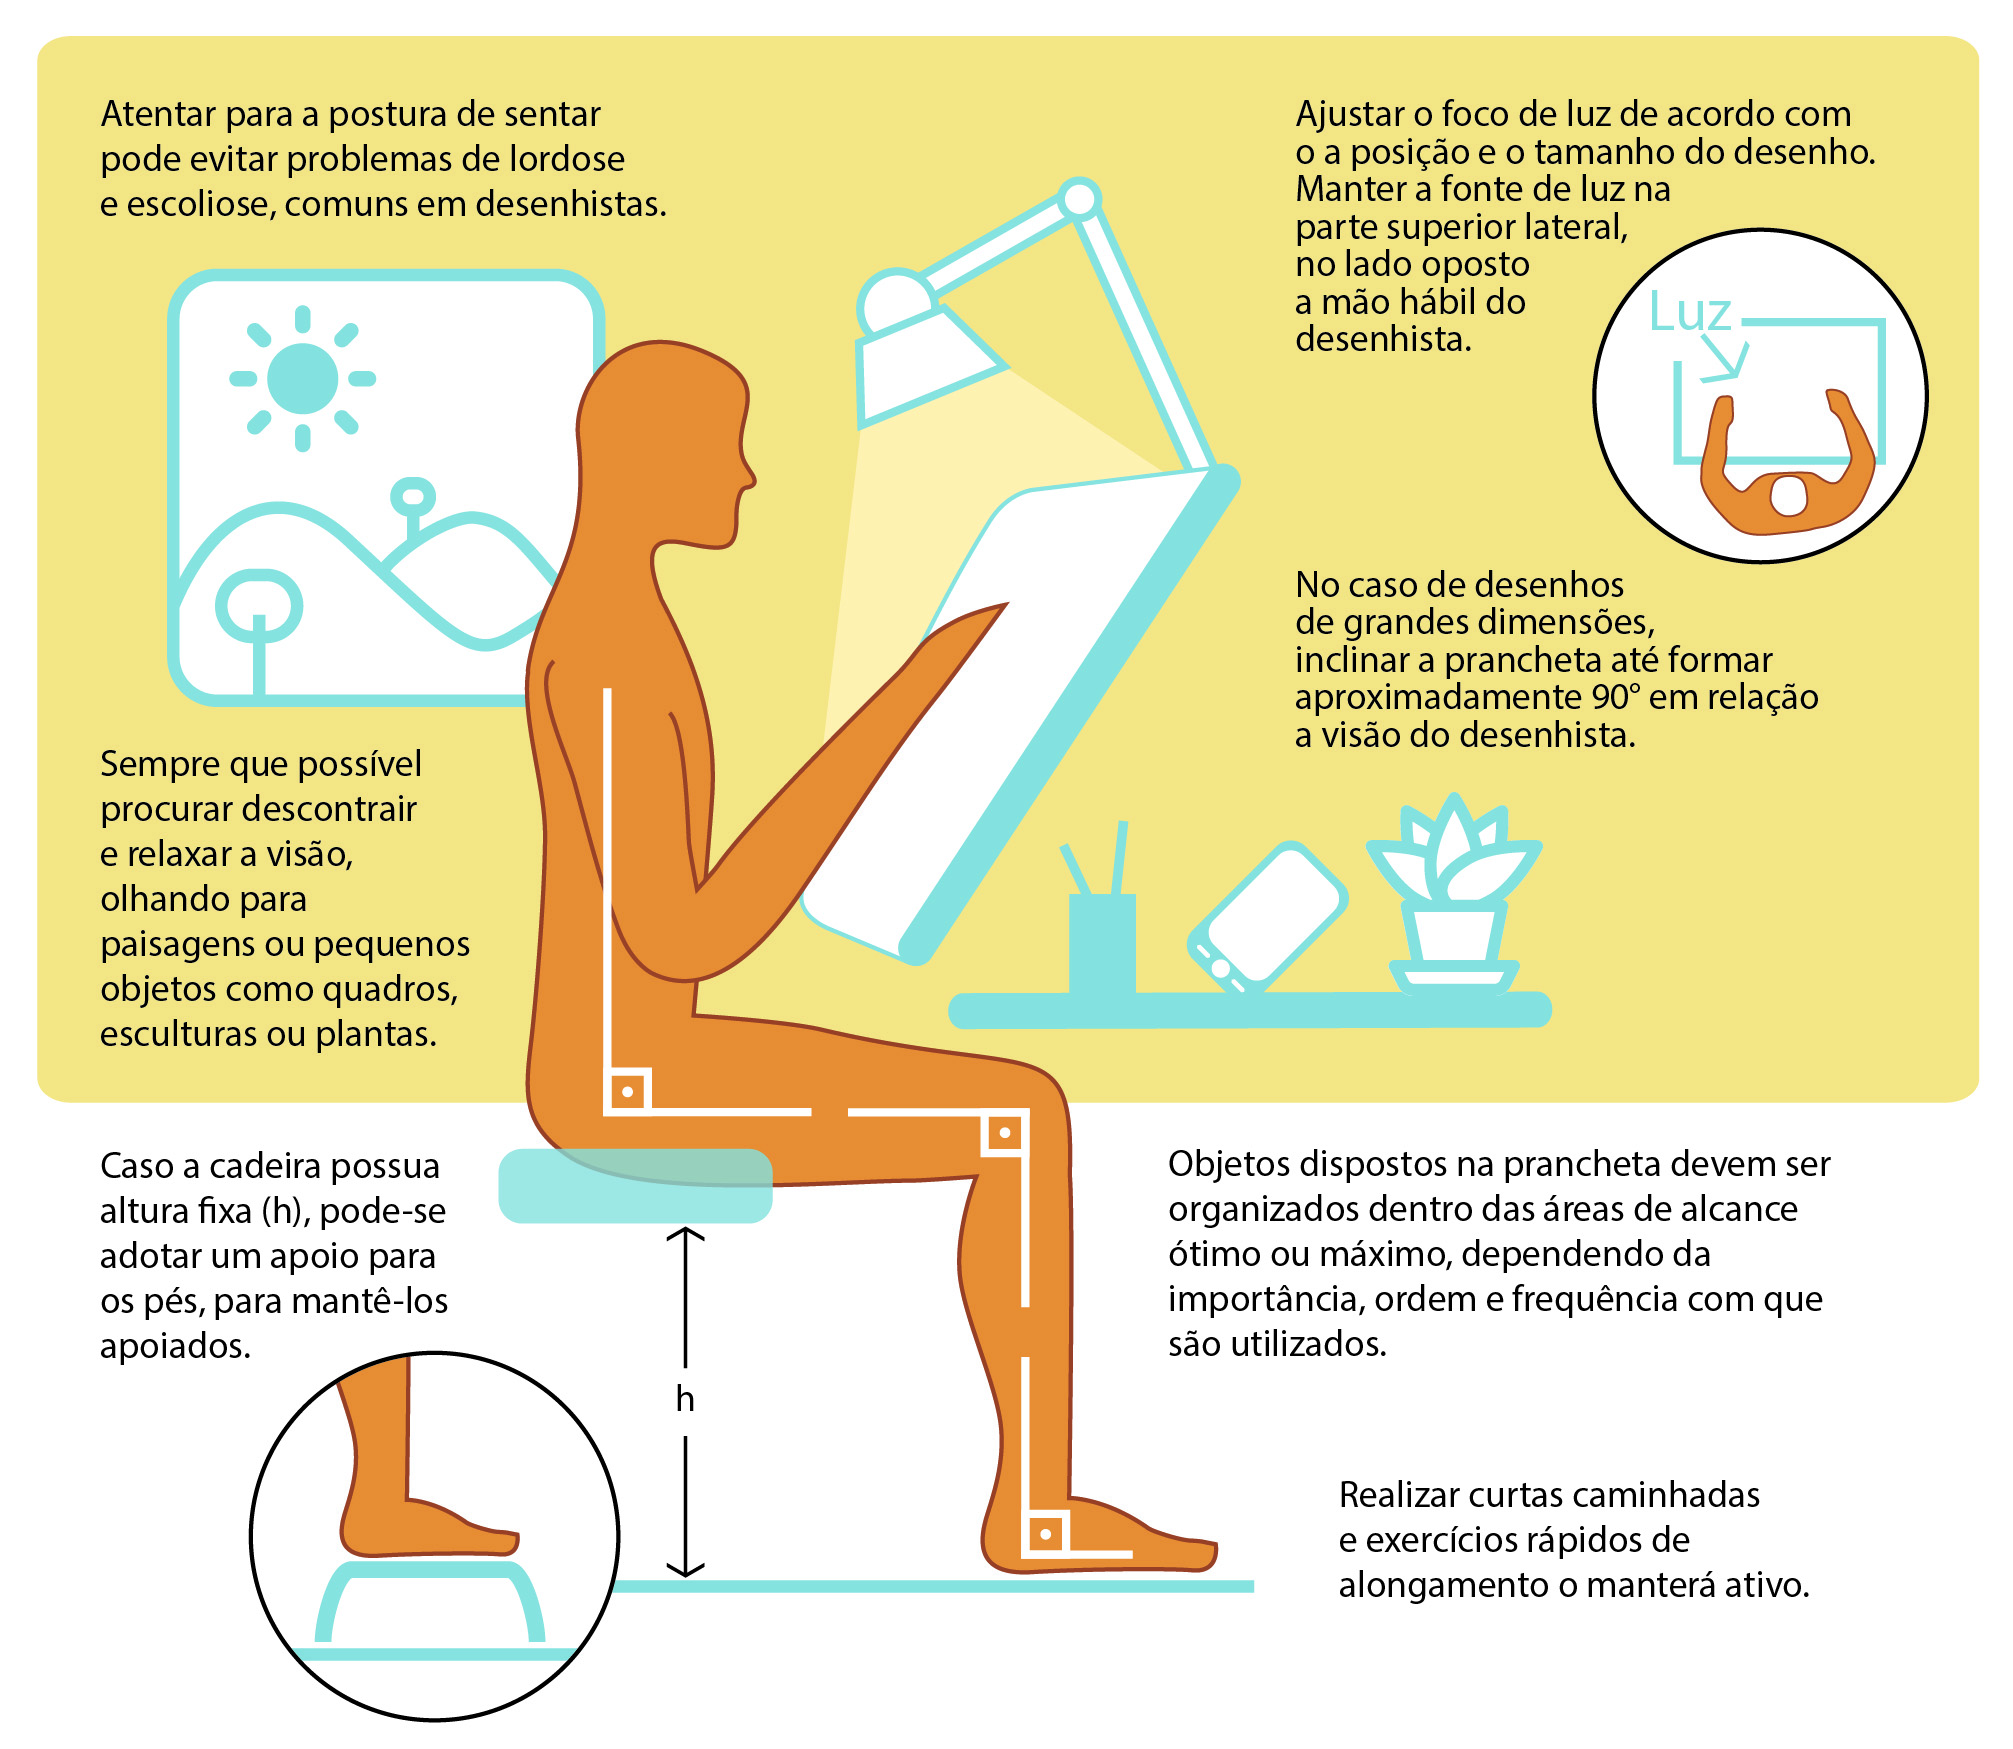 Atentar para a postura de sentar
pode evitar problemas de lordose
e escoliose, comuns em desenhistas.
Ajustar o foco de luz de acordo com
o a posição e o tamanho do desenho.
Manter a fonte de luz na
parte superior lateral,
no lado oposto
a mão hábil do
desenhista.
Luz
No caso de desenhos
de grandes dimensões,
inclinar a prancheta até formar
aproximadamente 90° em relação
a visão do desenhista.
Sempre que possível
procurar descontrair
e relaxar a visão,
olhando para
paisagens ou pequenos
objetos como quadros,
esculturas ou plantas.
Caso a cadeira possua
altura fixa (h), pode-se
adotar um apoio para
os pés, para mantê-los
apoiados.
h
Objetos dispostos na prancheta devem ser
organizados dentro das áreas de alcance
ótimo ou máximo, dependendo da
importância, ordem e frequência com que
são utilizados.
Realizar curtas caminhadas
e exercícios rápidos de
alongamento o manterá ativo.